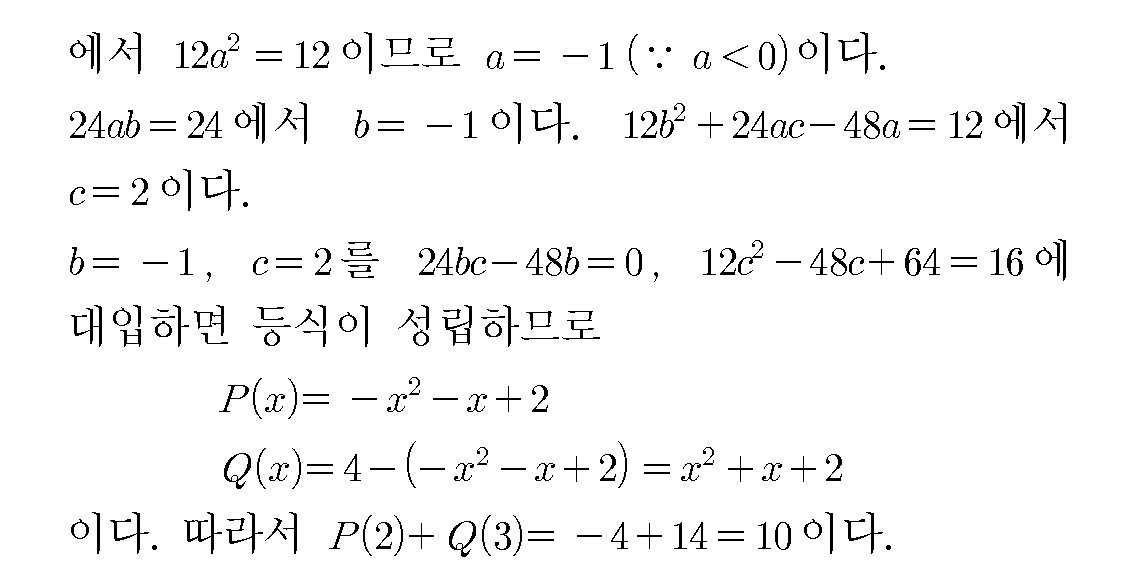 에서 12a² = 12 이므로 a = −1 (∵ a < 0)이다.
24ab = 24 에서 b = −1 이다. 12b² + 24ac − 48a = 12 에서
c = 2 이다.
b = −1, c = 2 를 24bc − 48b = 0, 12c² − 48c + 64 = 16 에
대입하면 등식이 성립하므로
P(x) = −x² − x + 2
Q(x) = 4 − (−x² − x + 2) = x² + x + 2
이다. 따라서 P(2) + Q(3) = −4 + 14 = 10 이다.